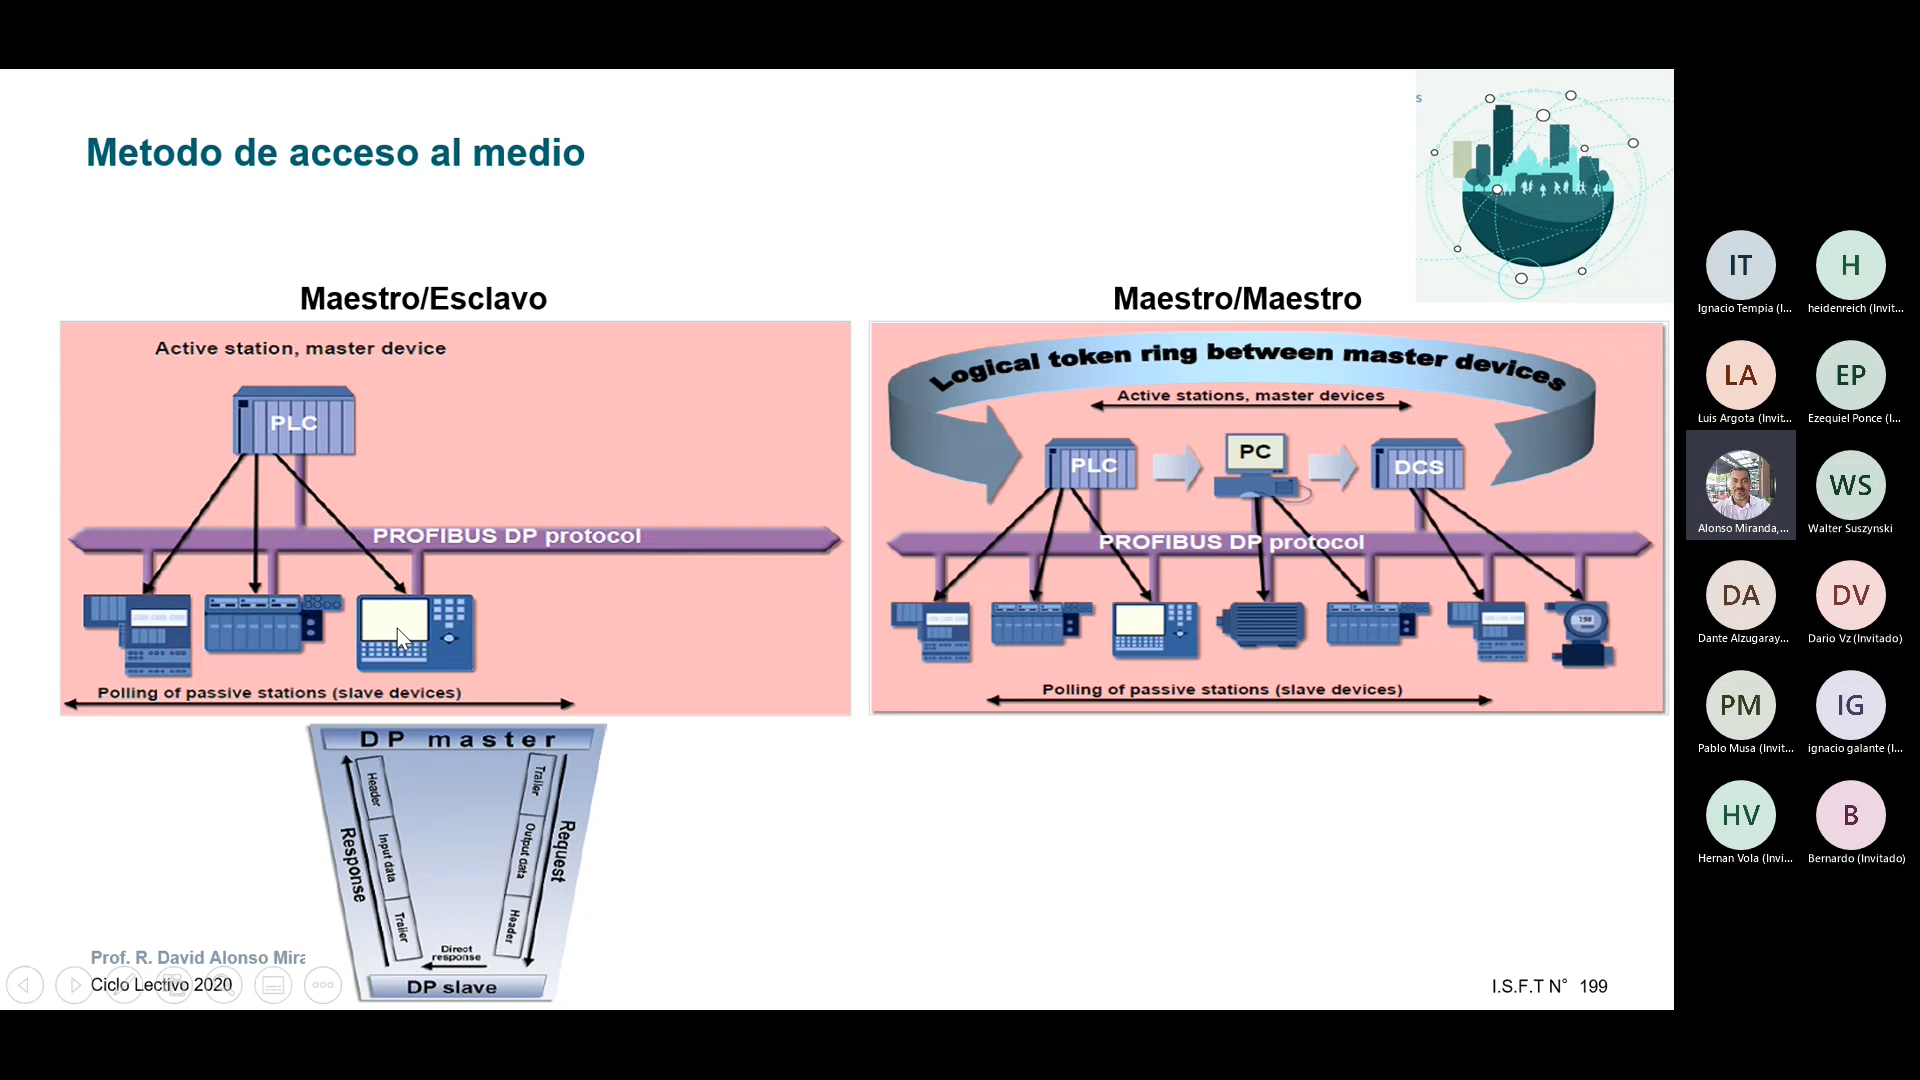 s
Metodo de acceso al medio
Maestro/Esclavo
Active station, master device
PLC
PROFIBUS DP protocol
Polling of passive stations (slave devices)
DP master
Response
Header
Input data
Trailer
Trailer
Output data
Header
Request
Direct
response
DP slave
Maestro/Maestro
Logical token ring between master devices
Active stations, master devices
PLC
PC
DCS
PROFIBUS DP protocol
190
Polling of passive stations (slave devices)
Prof. R. David Alonso Mira
Ciclo Lectivo 2020
I.S.F.T N° 199
IT
Ignacio Tempia (I...
H
heidenreich (Invit...
LA
Luis Argota (Invit...
EP
Ezequiel Ponce (I...
Alonso Miranda,...
WS
Walter Suszynski
DA
Dante Alzugaray...
DV
Dario Vz (Invitado)
PM
Pablo Musa (Invit...
IG
ignacio galante (I...
HV
Hernan Vola (Invi...
B
Bernardo (Invitado)